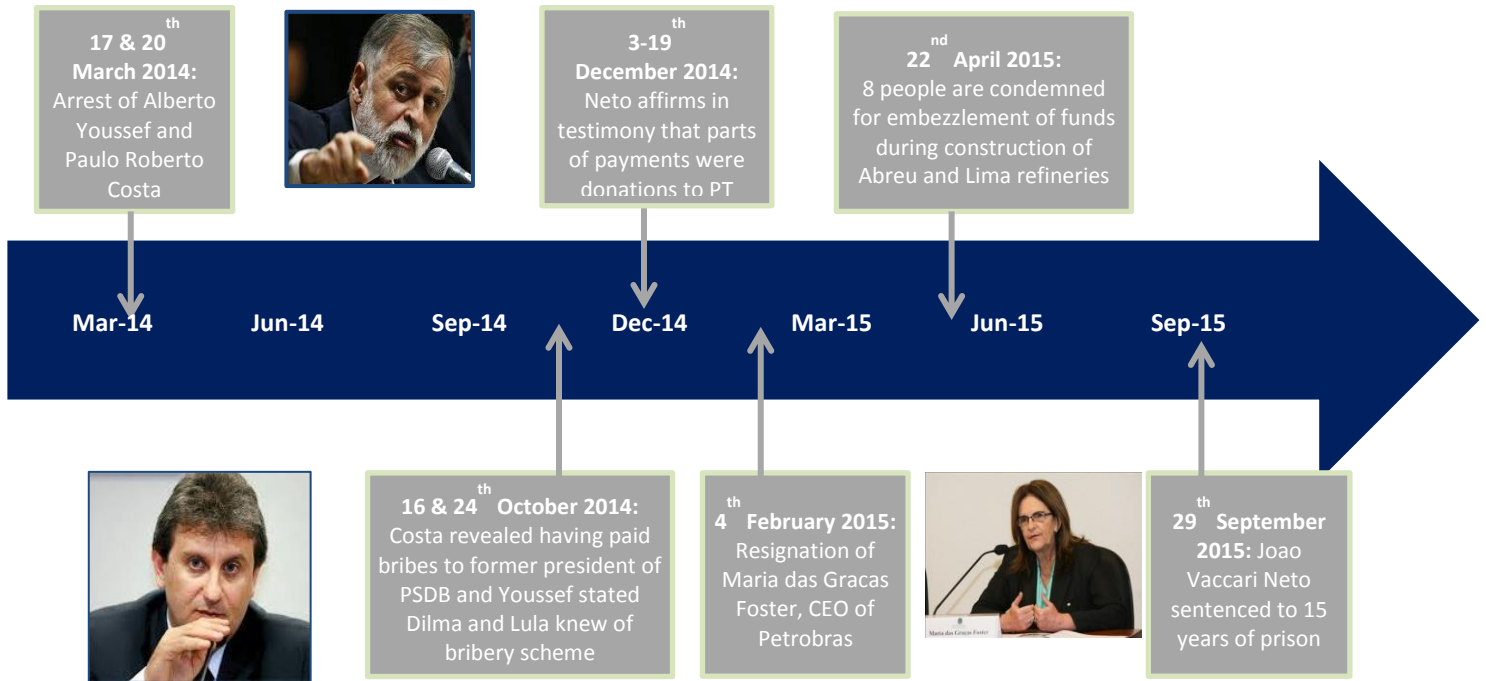 17 & 20th
March 2014:
Arrest of Alberto
Youssef and
Paulo Roberto
Costa
3-19th
December 2014:
Neto affirms in
testimony that parts
of payments were
donations to PT
22nd April 2015:
8 people are condemned
for embezzlement of funds
during construction of
Abreu and Lima refineries
Mar-14
Jun-14
Sep-14
Dec-14
Mar-15
Jun-15
Sep-15
16 & 24th October 2014:
Costa revealed having paid
bribes to former president of
PSDB and Youssef stated
Dilma and Lula knew of
bribery scheme
4th February 2015:
Resignation of
Maria das Gracas
Foster, CEO of
Petrobras
Maria das Graças Foster
29th September
2015: Joao
Vaccari Neto
sentenced to 15
years of prison